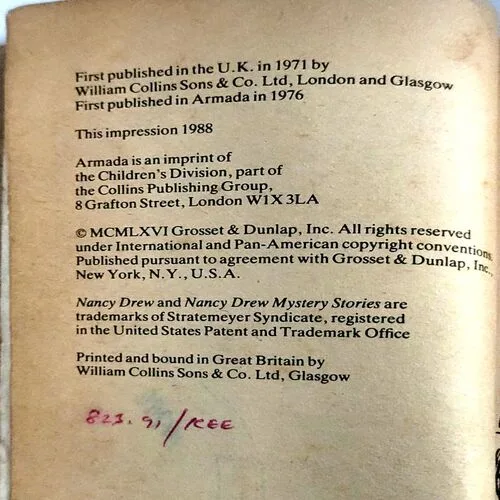 First published in the U.K. in 1971 by
William Collins Sons & Co. Ltd, London and Glasgow
First published in Armada in 1976
This impression 1988
Armada is an imprint of
the Children's Division, part of
the Collins Publishing Group,
8 Grafton Street, London W1X 3LA
© MCMLXVI Grosset & Dunlap, Inc. All rights reserved
under International and Pan-American copyright conventions
Published pursuant to agreement with Grosset & Dunlap, Inc.,
New York, N.Y., U.S.A.
Nancy Drew and Nancy Drew Mystery Stories are
trademarks of Stratemeyer Syndicate, registered
in the United States Patent and Trademark Office
Printed and bound in Great Britain by
William Collins Sons & Co. Ltd, Glasgow
823.91/KEE